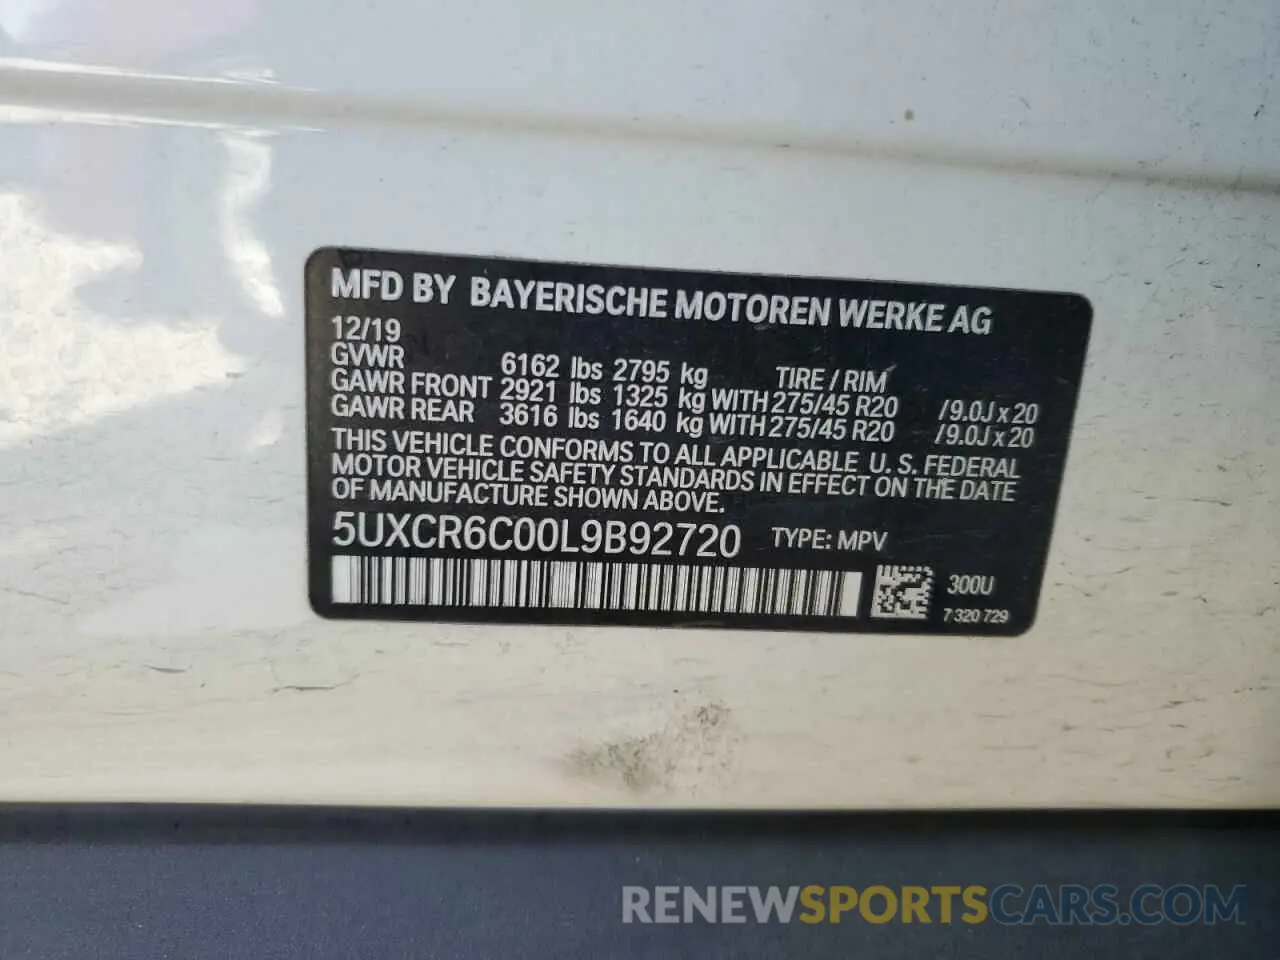 MFD BY BAYERISCHE MOTOREN WERKE AG
12/19
GVWR 6162 lbs 2795 kg TIRE / RIM
GAWR FRONT 2921 lbs 1325 kg WITH 275/45 R20 /9.0J x 20
GAWR REAR 3616 lbs 1640 kg WITH 275/45 R20 /9.0J x 20
THIS VEHICLE CONFORMS TO ALL APPLICABLE U. S. FEDERAL
MOTOR VEHICLE SAFETY STANDARDS IN EFFECT ON THE DATE
OF MANUFACTURE SHOWN ABOVE.
5UXCR6C00L9B92720 TYPE: MPV
300U
7 320 729
RENEWSPORTSCARS.COM